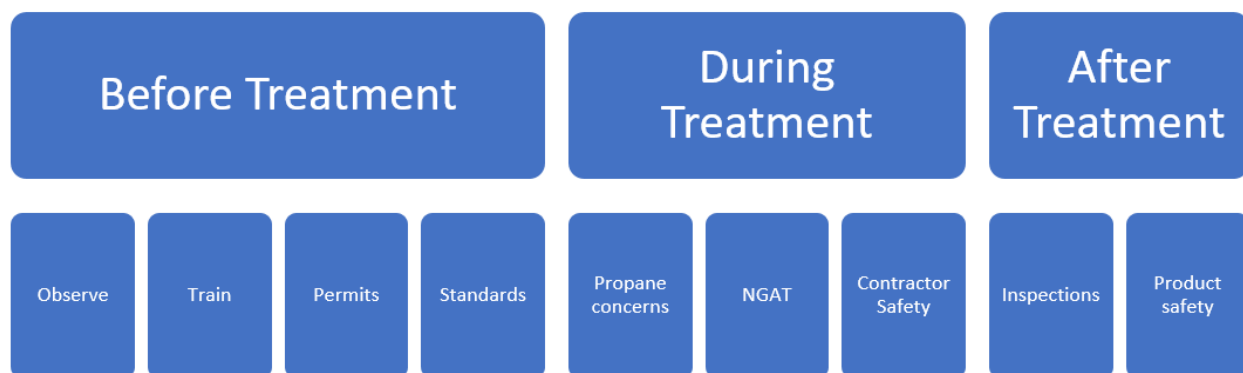 Before Treatment
During
Treatment
After
Treatment
Observe
Train
Permits
Standards
Propane
concerns
NGAT
Contractor
Safety
Inspections
Product
safety